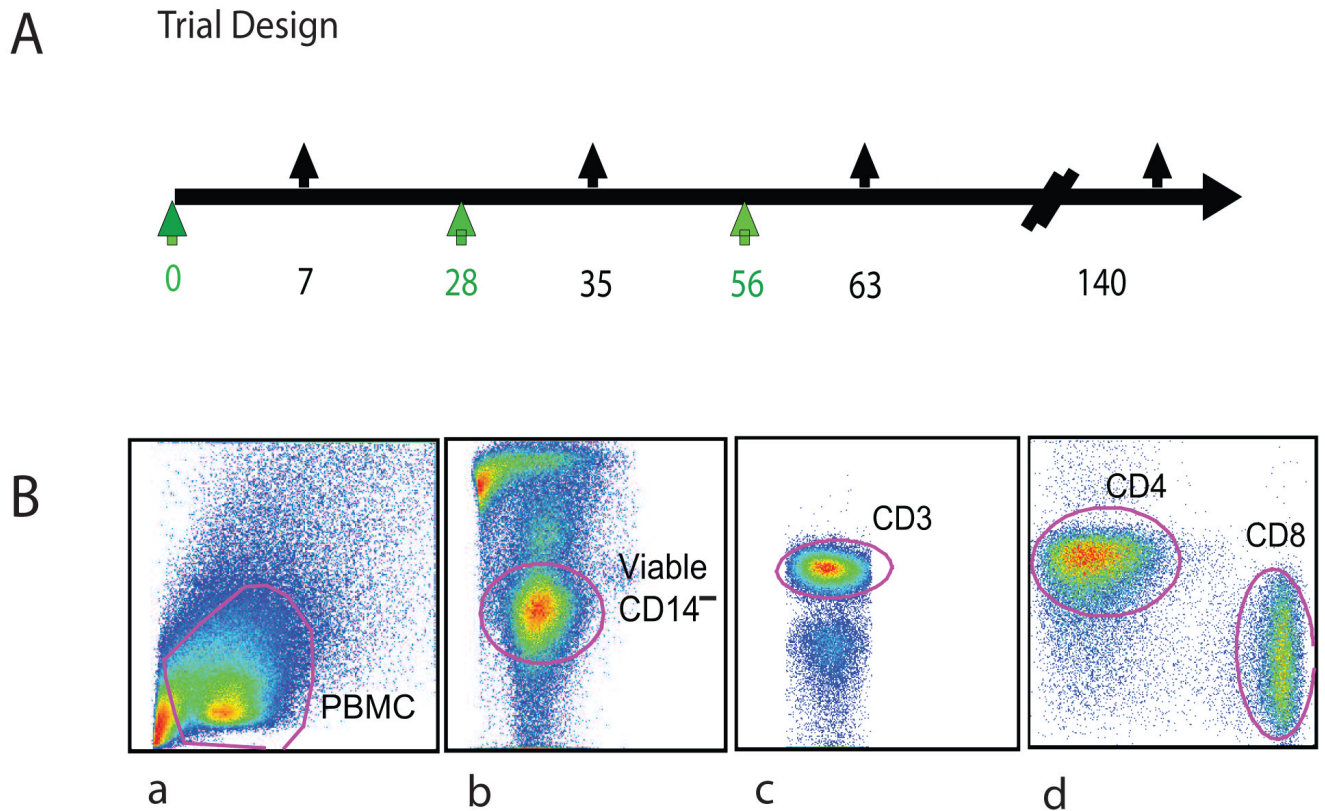 A
Trial Design
0 7 28 35 56 63 140
B
PBMC
Viable
CD14⁻
CD3
CD4
CD8
a b c d